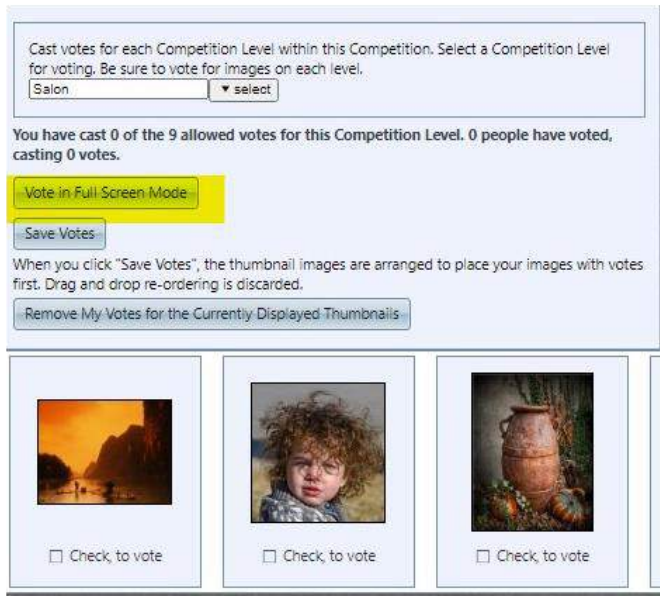 Cast votes for each Competition Level within this Competition. Select a Competition Level
for voting. Be sure to vote for images on each level.
Salon ▼ select
You have cast 0 of the 9 allowed votes for this Competition Level. 0 people have voted,
casting 0 votes.
Vote in Full Screen Mode
Save Votes
When you click "Save Votes", the thumbnail images are arranged to place your images with votes
first. Drag and drop re-ordering is discarded.
Remove My Votes for the Currently Displayed Thumbnails
Check, to vote Check, to vote Check, to vote